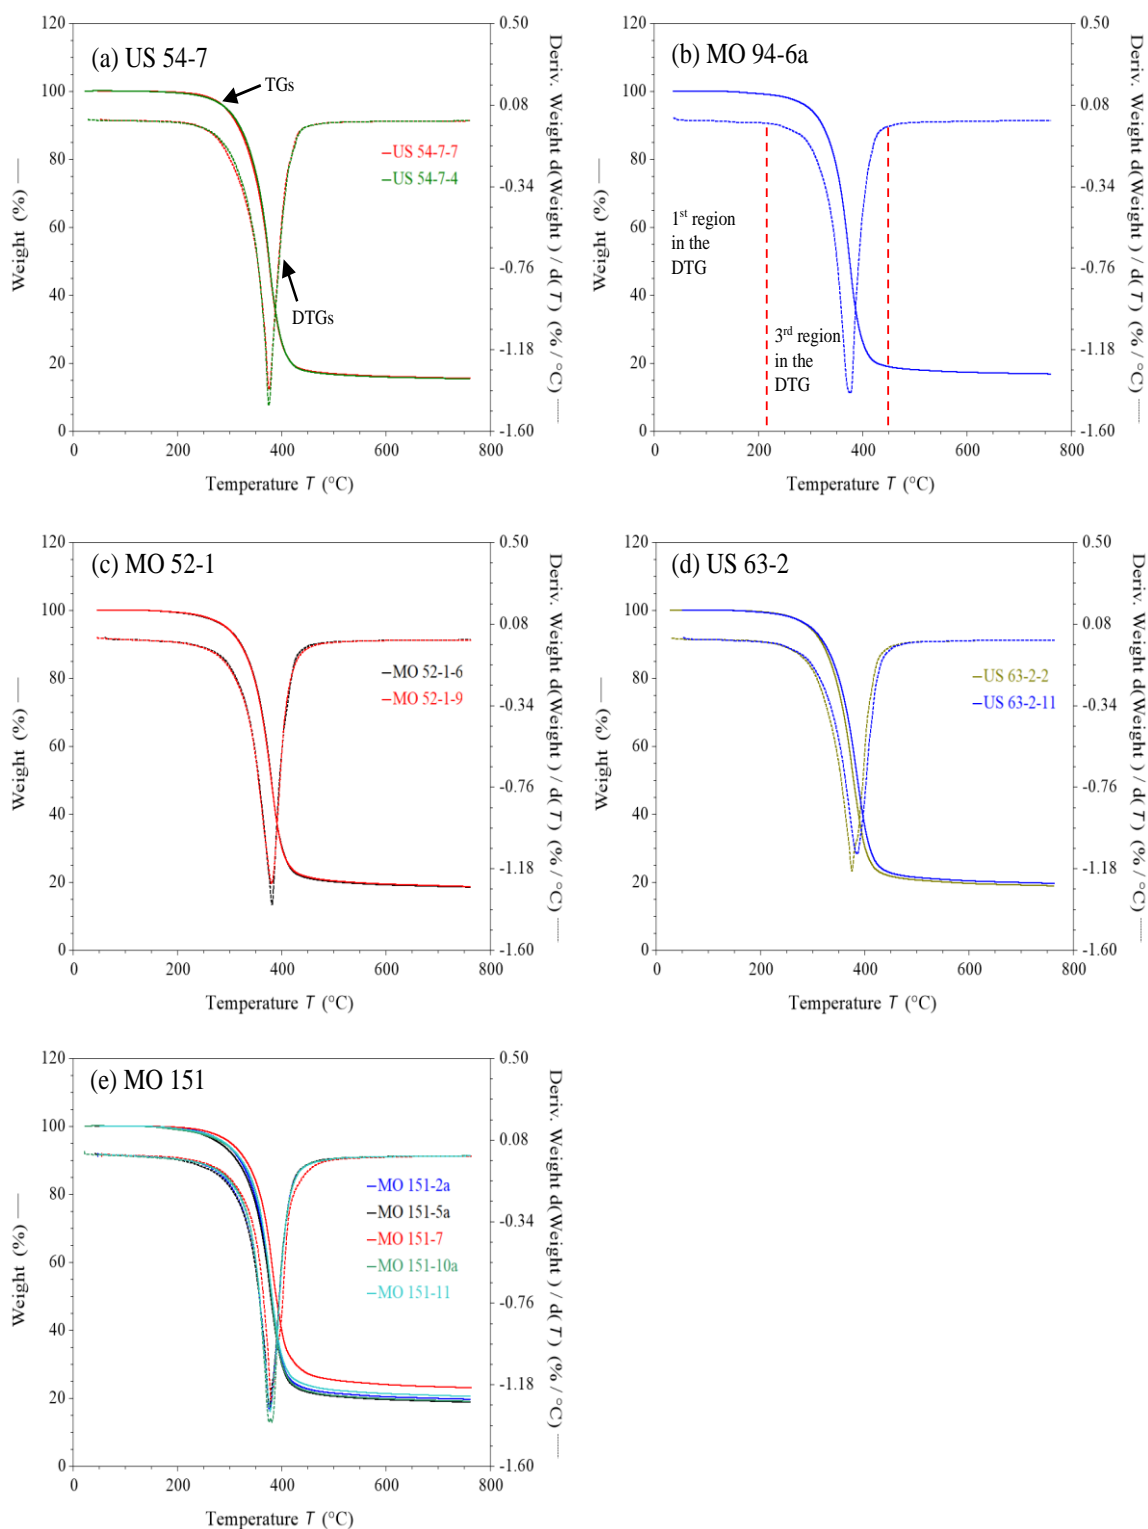 (a) US 54-7
TGs
US 54-7-7
US 54-7-4
DTGs
120
100
80
60
40
20
0
0.50
0.08
-0.34
-0.76
-1.18
-1.60
0 200 400 600 800
Weight (%)
Deriv. Weight d(Weight) / d(T) (% / °C)
Temperature T (°C)
(b) MO 94-6a
1st region
in the
DTG
3rd region
in the
DTG
120
100
80
60
40
20
0
0.50
0.08
-0.34
-0.76
-1.18
-1.60
0 200 400 600 800
Weight (%)
Deriv. Weight d(Weight) / d(T) (% / °C)
Temperature T (°C)
(c) MO 52-1
MO 52-1-6
MO 52-1-9
120
100
80
60
40
20
0
0.50
0.08
-0.34
-0.76
-1.18
-1.60
0 200 400 600 800
Weight (%)
Deriv. Weight d(Weight) / d(T) (% / °C)
Temperature T (°C)
(d) US 63-2
US 63-2-2
US 63-2-11
120
100
80
60
40
20
0
0.50
0.08
-0.34
-0.76
-1.18
-1.60
0 200 400 600 800
Weight (%)
Deriv. Weight d(Weight) / d(T) (% / °C)
Temperature T (°C)
(e) MO 151
MO 151-2a
MO 151-5a
MO 151-7
MO 151-10a
MO 151-11
120
100
80
60
40
20
0
0.50
0.08
-0.34
-0.76
-1.18
-1.60
0 200 400 600 800
Weight (%)
Deriv. Weight d(Weight) / d(T) (% / °C)
Temperature T (°C)